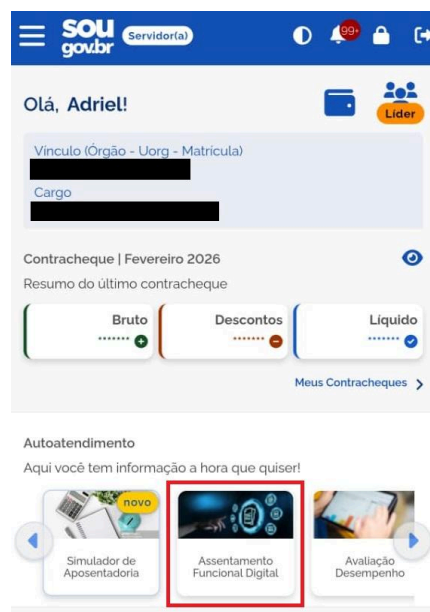 SOU
gov.br
Servidor(a)
99+
Olá, Adriel!
Líder
Vínculo (Órgão - Uorg - Matrícula)
Cargo
Contracheque | Fevereiro 2026
Resumo do último contracheque
Bruto
*******
Descontos
*******
Líquido
*******
Meus Contracheques
Autoatendimento
Aqui você tem informação a hora que quiser!
novo
Simulador de
Aposentadoria
Assentamento
Funcional Digital
Avaliação
Desempenho